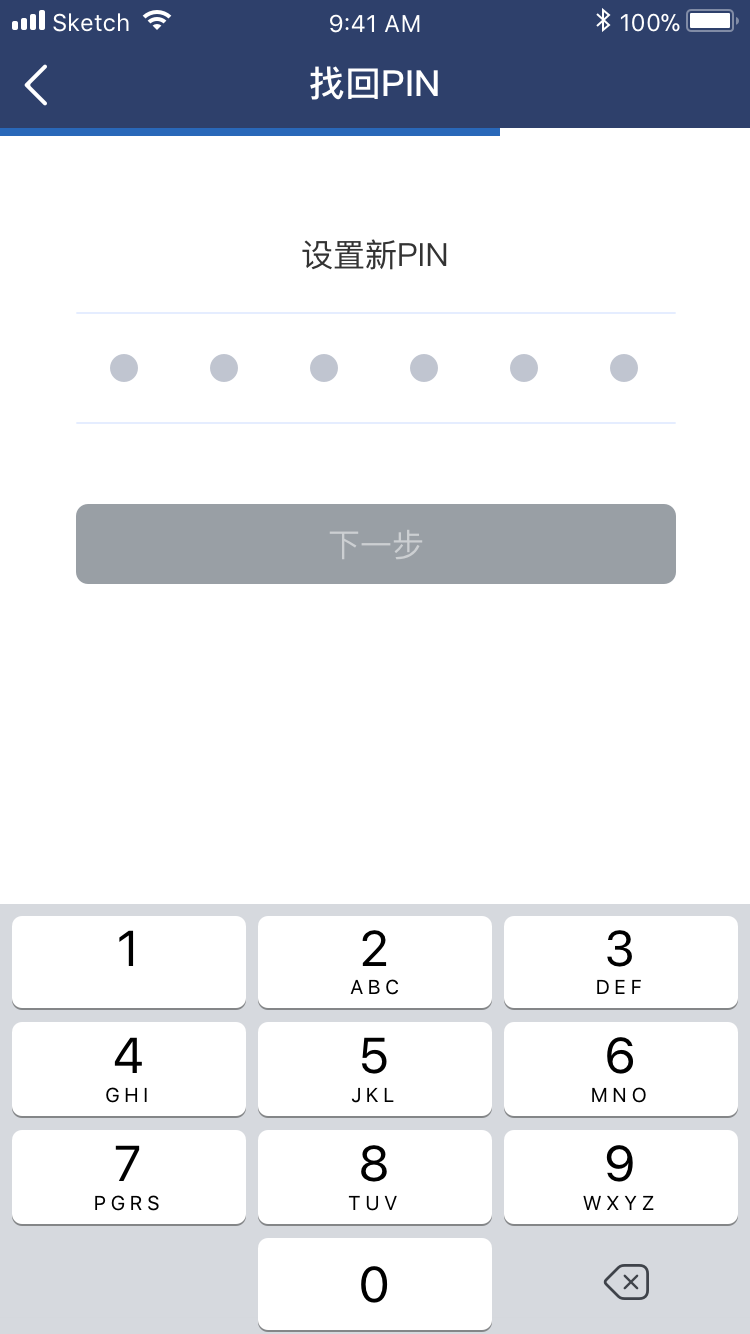 Sketch 9:41 AM 100%
找回PIN
设置新PIN
下一步
1 2 3
ABC DEF
4 5 6
GHI JKL MNO
7 8 9
PGRS TUV WXYZ
0